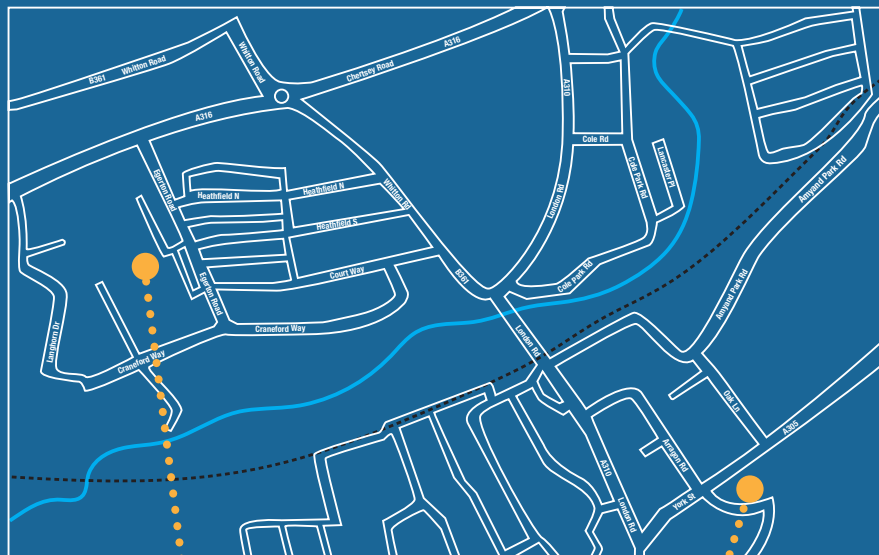 B361
Whitton Road
Whitton Road
A316
Chertsey Road
A316
A310
Cole Rd
Lancaster Pl
Cole Park Rd
Egerton Road
Heathfield N
Heathfield N
Whitton Rd
London Rd
Amyand Park Rd
Heathfield S
Court Way
B361
Cole Park Rd
Egerton Road
Amyand Park Rd
Langhorn Dr
Craneford Way
London Rd
Craneford Way
Oak Ln
A305
Arragon Rd
A310
York St
London Rd